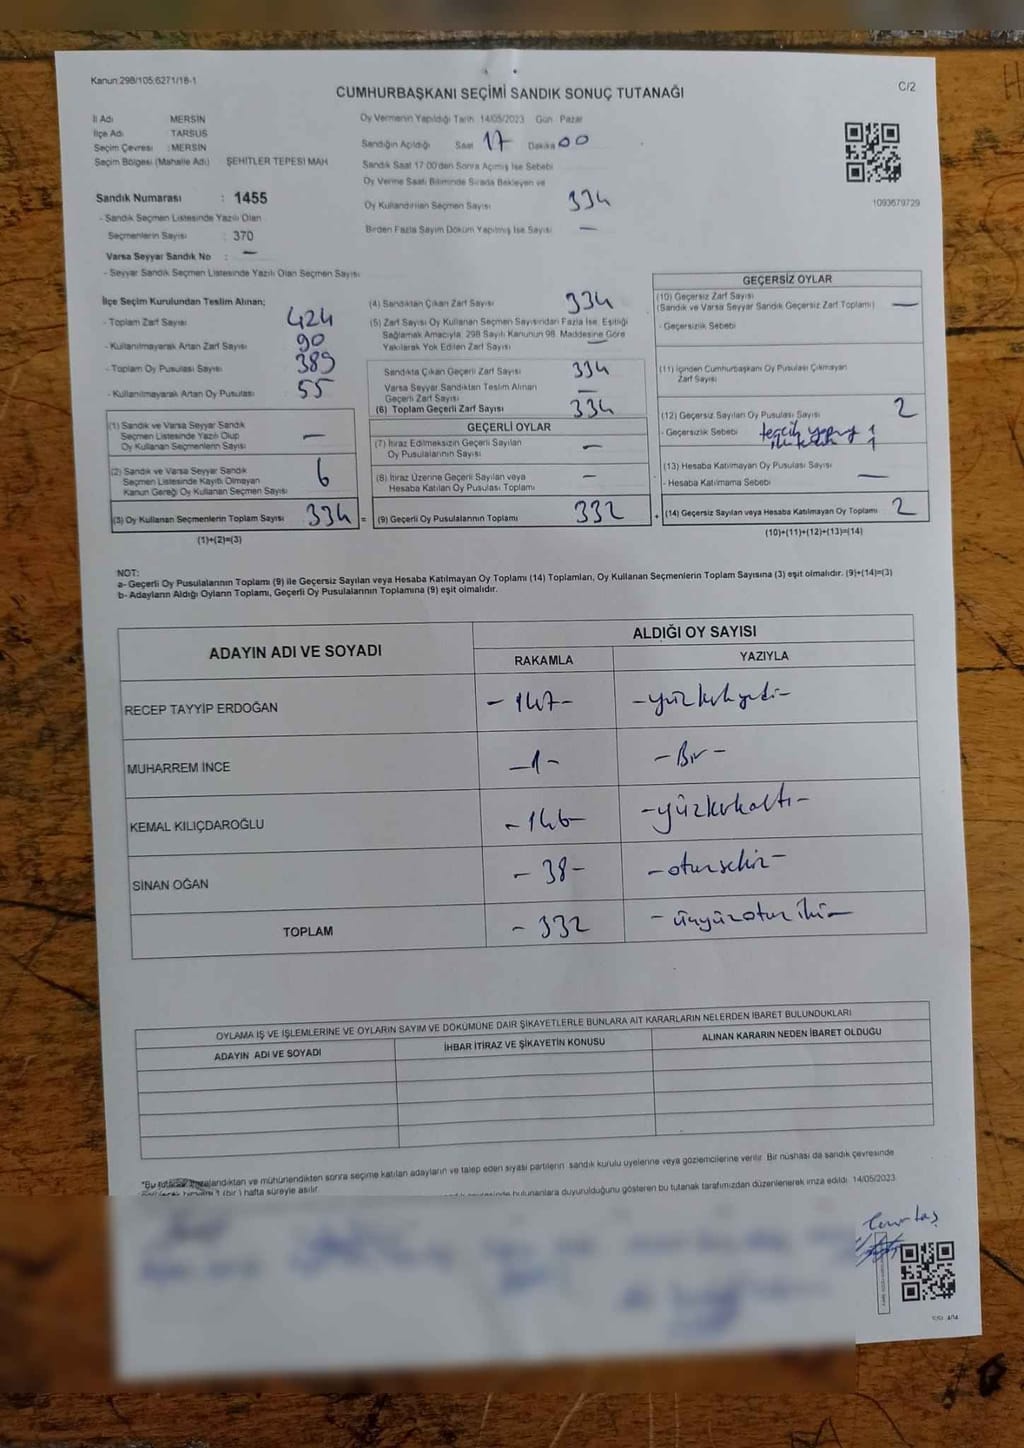 Kanun:298/105;6271/18-1
C/2
CUMHURBAŞKANI SEÇİMİ SANDIK SONUÇ TUTANAĞI
İl Adı MERSİN
İlçe Adı TARSUS
Seçim Çevresi : MERSİN
Seçim Bölgesi (Mahalle Adı) ŞEHİTLER TEPESİ MAH
Oy Vermenin Yapıldığı Tarih 14/05/2023 Gün Pazar
Sandığın Açıldığı Saat 17 Dakika 00
Sandık Saat 17:00'den Sonra Açılmış İse Sebebi
Oy Verme Saati Bitiminde Sırada Bekleyen ve
Oy Kullandırılan Seçmen Sayısı 334
Birden Fazla Sayım Döküm Yapılmış İse Sayısı —
1093679729
Sandık Numarası : 1455
- Sandık Seçmen Listesinde Yazılı Olan
Seçmenlerin Sayısı : 370
Varsa Seyyar Sandık No : —
- Seyyar Sandık Seçmen Listesinde Yazılı Olan Seçmen Sayısı
İlçe Seçim Kurulundan Teslim Alınan;
- Toplam Zarf Sayısı 424
- Kullanılmayarak Artan Zarf Sayısı 90
- Toplam Oy Pusulası Sayısı 389
- Kullanılmayarak Artan Oy Pusulası 55
(1) Sandık ve Varsa Seyyar Sandık
Seçmen Listesinde Yazılı Olup
Oy Kullanan Seçmenlerin Sayısı —
(2) Sandık ve Varsa Seyyar Sandık
Seçmen Listesinde Kayıtlı Olmayan
Kanun Gereği Oy Kullanan Seçmen Sayısı 6
(3) Oy Kullanan Seçmenlerin Toplam Sayısı 334 =
(1)+(2)=(3)
(4) Sandıktan Çıkan Zarf Sayısı 334
(5) Zarf Sayısı Oy Kullanan Seçmen Sayısından Fazla İse, Eşitliği
Sağlamak Amacıyla, 298 Sayılı Kanunun 98. Maddesine Göre
Yakılarak Yok Edilen Zarf Sayısı —
Sandıkta Çıkan Geçerli Zarf Sayısı 334
Varsa Seyyar Sandıktan Teslim Alınan
Geçerli Zarf Sayısı —
(6) Toplam Geçerli Zarf Sayısı 334
GEÇERLİ OYLAR
(7) İtiraz Edilmeksizin Geçerli Sayılan
Oy Pusulalarının Sayısı —
(8) İtiraz Üzerine Geçerli Sayılan veya
Hesaba Katılan Oy Pusulası Toplamı —
(9) Geçerli Oy Pusulalarının Toplamı 332 +
GEÇERSİZ OYLAR
(10) Geçersiz Zarf Sayısı
(Sandık ve Varsa Seyyar Sandık Geçersiz Zarf Toplamı) —
- Geçersizlik Sebebi
(11) İçinden Cumhurbaşkanı Oy Pusulası Çıkmayan
Zarf Sayısı
(12) Geçersiz Sayılan Oy Pusulası Sayısı 2
- Geçersizlik Sebebi
(13) Hesaba Katılmayan Oy Pusulası Sayısı —
- Hesaba Katılmama Sebebi
(14) Geçersiz Sayılan veya Hesaba Katılmayan Oy Toplamı 2
(10)+(11)+(12)+(13)=(14)
NOT:
a- Geçerli Oy Pusulalarının Toplamı (9) ile Geçersiz Sayılan veya Hesaba Katılmayan Oy Toplamı (14) Toplamları, Oy Kullanan Seçmenlerin Toplam Sayısına (3) eşit olmalıdır. (9)+(14)=(3)
b- Adayların Aldığı Oyların Toplamı, Geçerli Oy Pusulalarının Toplamına (9) eşit olmalıdır.
ADAYIN ADI VE SOYADI
ALDIĞI OY SAYISI
RAKAMLA YAZIYLA
RECEP TAYYİP ERDOĞAN - 147 - - yüzkırkyedi -
MUHARREM İNCE - 1 - - Bir -
KEMAL KILIÇDAROĞLU - 146 - - yüzkırkaltı -
SİNAN OĞAN - 38 - - otuzsekiz -
TOPLAM - 332 - üçyüzotuziki -
OYLAMA İŞ VE İŞLEMLERİNE VE OYLARIN SAYIM VE DÖKÜMÜNE DAİR ŞİKAYETLERLE BUNLARA AİT KARARLARIN NELERDEN İBARET BULUNDUKLARI
ADAYIN ADI VE SOYADI İHBAR İTİRAZ VE ŞİKAYETİN KONUSU ALINAN KARARIN NEDEN İBARET OLDUĞU
*Bu tutanak imzalandıktan ve mühürlendikten sonra seçime katılan adayların ve talep eden siyasi partilerin sandık kurulu üyelerine veya gözlemcilerine verilir. Bir nüshası da sandık çevresinde
1 (bir) hafta süreyle asılır. bulunanlara duyurulduğunu gösteren bu tutanak tarafımızdan düzenlenerek imza edildi. 14/05/2023